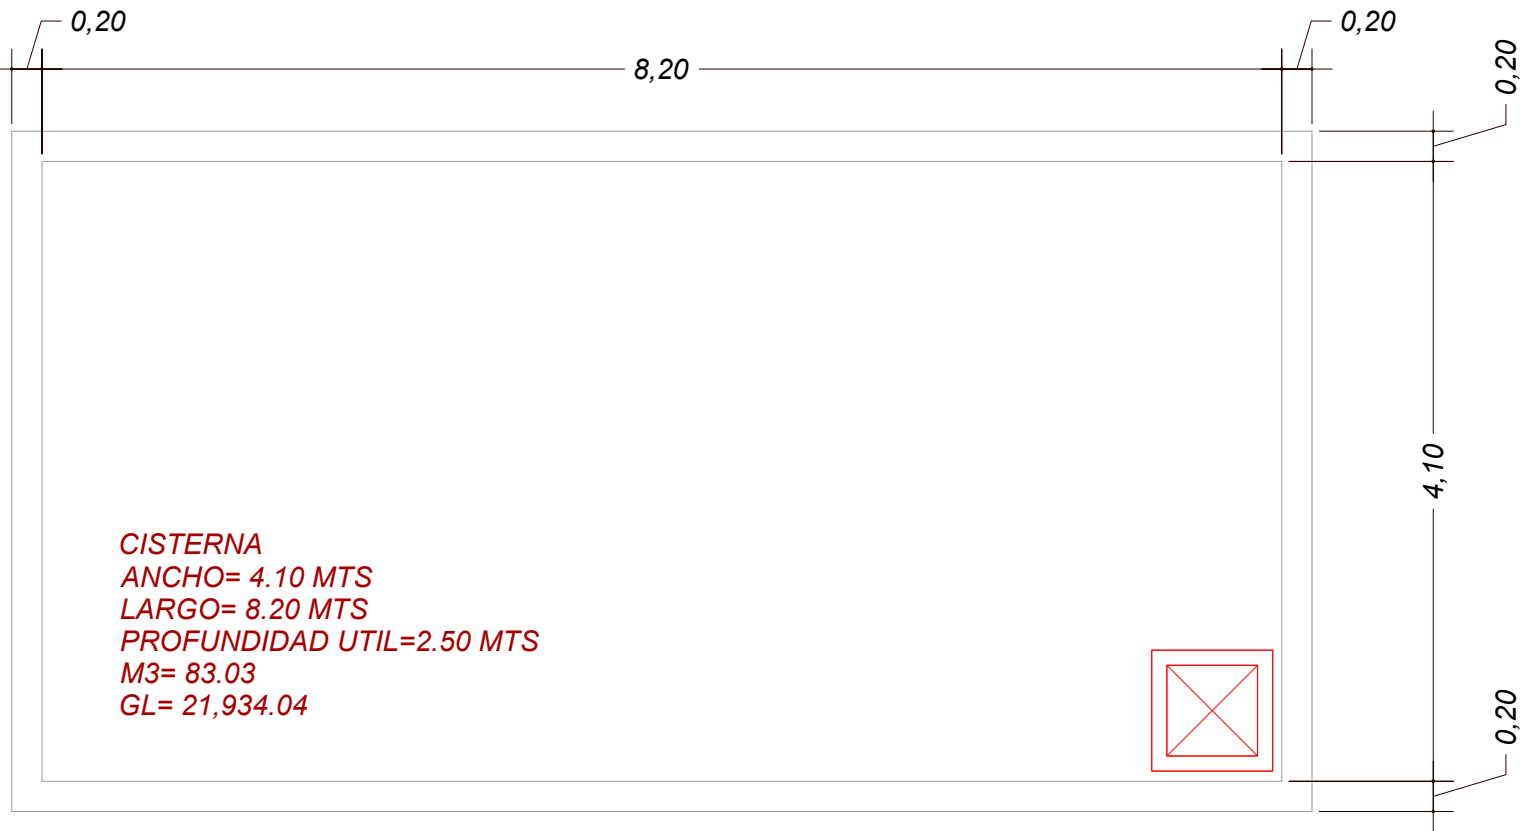 0,20
0,20
8,20
0,20
4,10
CISTERNA
ANCHO= 4.10 MTS
LARGO= 8.20 MTS
PROFUNDIDAD UTIL=2.50 MTS
M3= 83.03
GL= 21,934.04
0,20